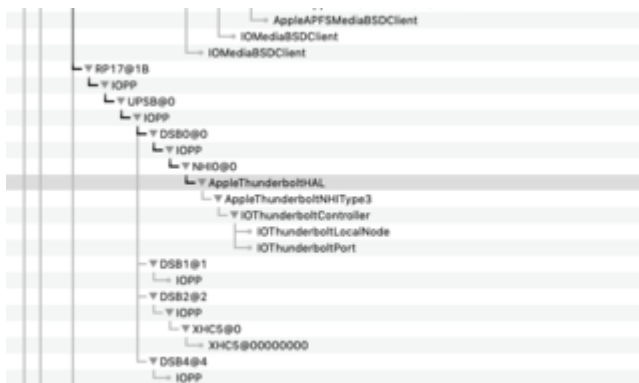 AppleAPFSMediaBSDClient
IOMediaBSDClient
IOMediaBSDClient
RP17@1B
IOPP
UPSB@0
IOPP
DSB0@0
IOPP
NHI0@0
AppleThunderboltHAL
AppleThunderboltNHIType3
IOThunderboltController
IOThunderboltLocalNode
IOThunderboltPort
DSB1@1
IOPP
DSB2@2
IOPP
XHC5@0
XHC5@00000000
DSB4@4
IOPP